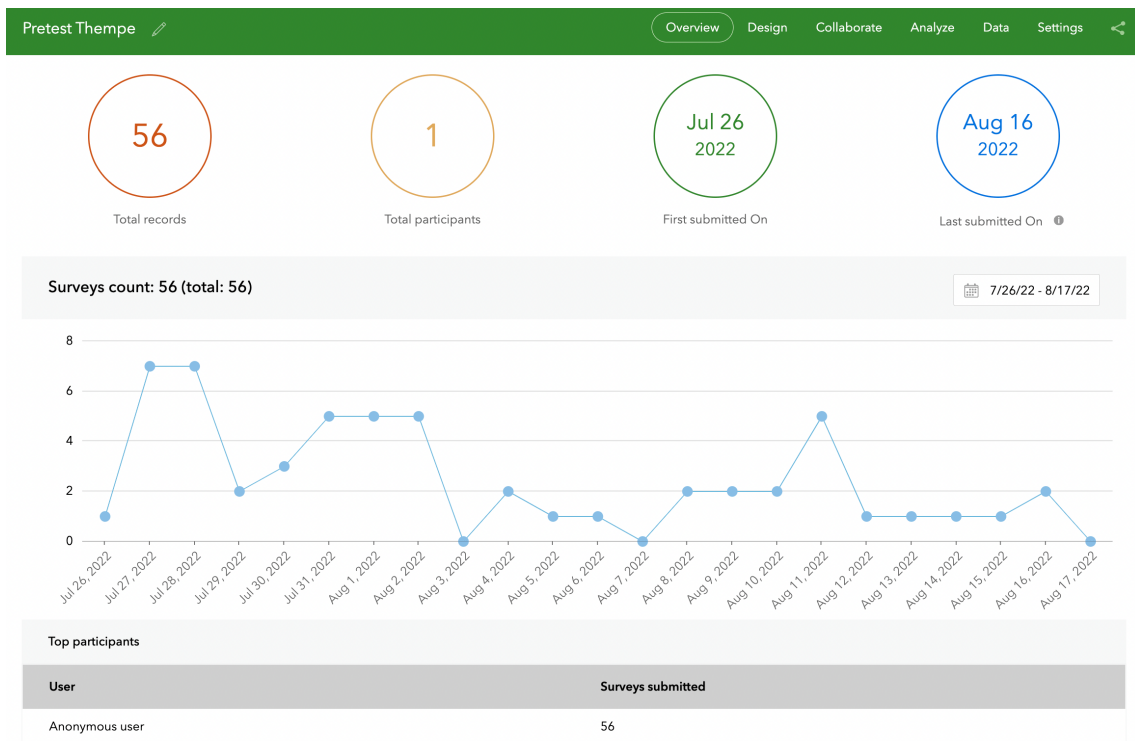 Pretest Thempe Overview Design Collaborate Analyze Data Settings
56
1
Jul 26
2022
Aug 16
2022
Total records
Total participants
First submitted On
Last submitted On
Surveys count: 56 (total: 56)
7/26/22 - 8/17/22
8
6
4
2
0
Jul 26, 2022
Jul 27, 2022
Jul 28, 2022
Jul 29, 2022
Jul 30, 2022
Jul 31, 2022
Aug 1, 2022
Aug 2, 2022
Aug 3, 2022
Aug 4, 2022
Aug 5, 2022
Aug 6, 2022
Aug 7, 2022
Aug 8, 2022
Aug 9, 2022
Aug 10, 2022
Aug 11, 2022
Aug 12, 2022
Aug 13, 2022
Aug 14, 2022
Aug 15, 2022
Aug 16, 2022
Aug 17, 2022
Top participants
User Surveys submitted
Anonymous user 56